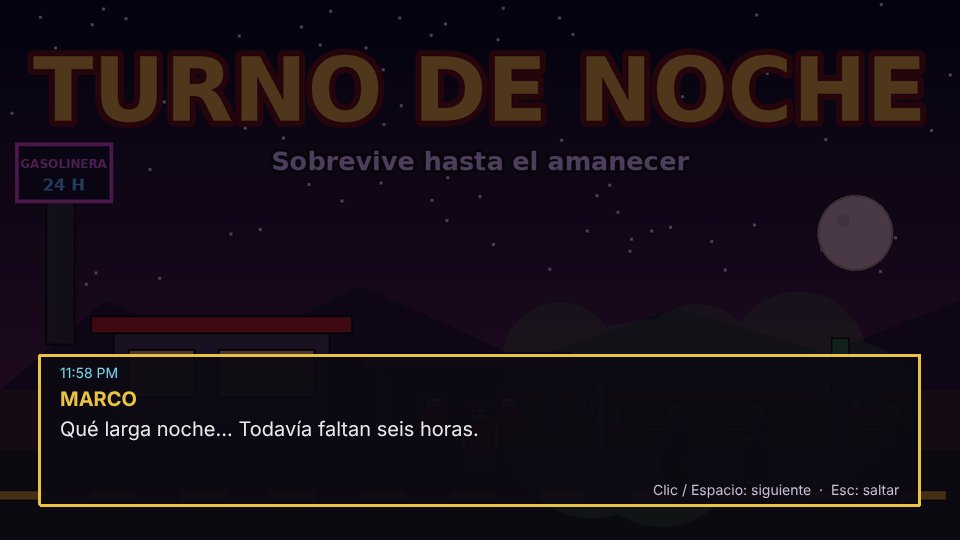 TURNO DE NOCHE
Sobrevive hasta el amanecer
GASOLINERA
24 H
11:58 PM
MARCO
Qué larga noche... Todavía faltan seis horas.
Clic / Espacio: siguiente · Esc: saltar